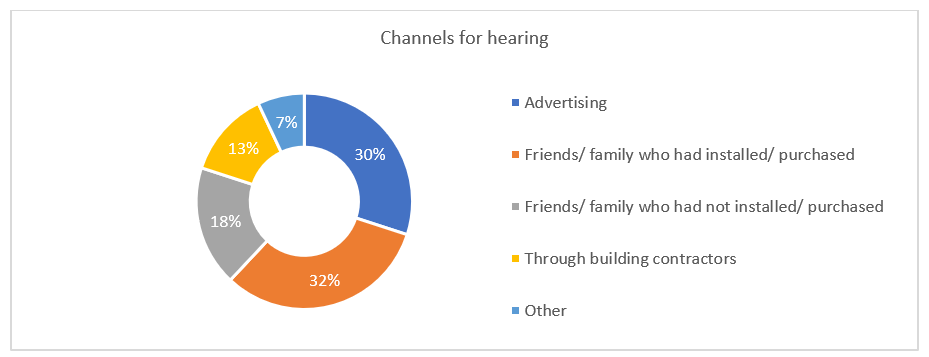 Channels for hearing
7%
30%
13%
18%
32%
Advertising
Friends/ family who had installed/ purchased
Friends/ family who had not installed/ purchased
Through building contractors
Other